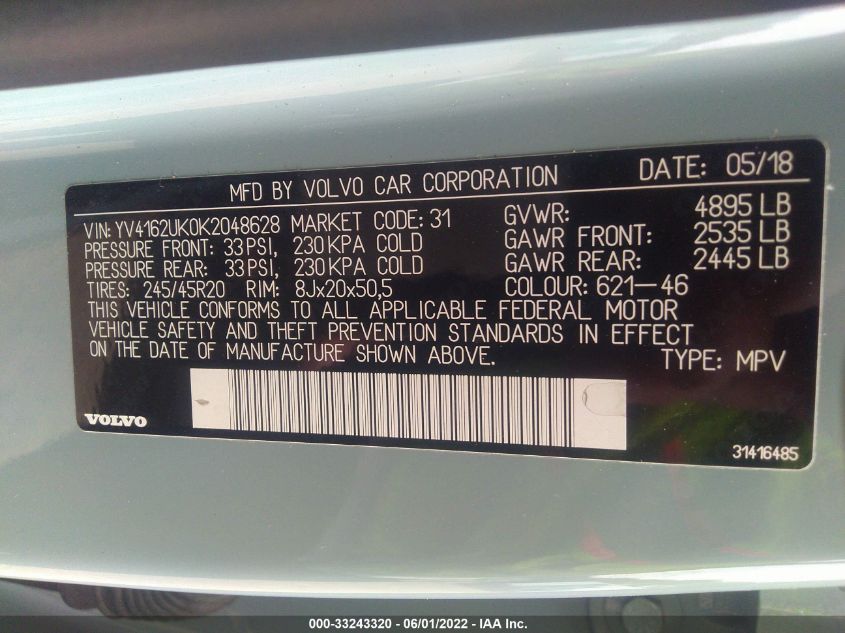 MFD BY VOLVO CAR CORPORATION DATE: 05/18
VIN: YV4162UK0K2048628 MARKET CODE: 31 GVWR: 4895 LB
PRESSURE FRONT: 33 PSI, 230 KPA COLD GAWR FRONT: 2535 LB
PRESSURE REAR: 33 PSI, 230 KPA COLD GAWR REAR: 2445 LB
TIRES: 245/45R20 RIM: 8Jx20x50,5 COLOUR: 621-46
THIS VEHICLE CONFORMS TO ALL APPLICABLE FEDERAL MOTOR
VEHICLE SAFETY AND THEFT PREVENTION STANDARDS IN EFFECT
ON THE DATE OF MANUFACTURE SHOWN ABOVE. TYPE: MPV
VOLVO
31416485
000-33243320 - 06/01/2022 - IAA Inc.